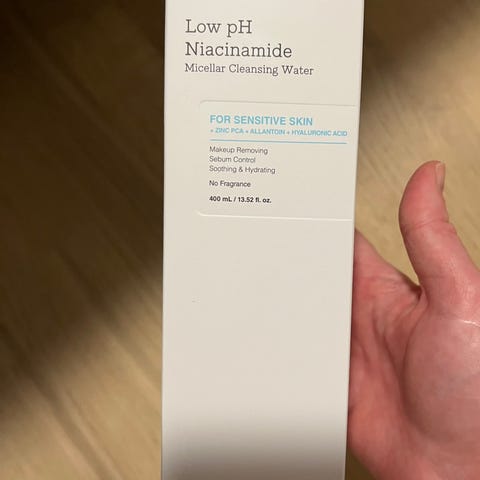 Low pH
Niacinamide
Micellar Cleansing Water
FOR SENSITIVE SKIN
+ ZINC PCA + ALLANTOIN + HYALURONIC ACID
Makeup Removing
Sebum Control
Soothing & Hydrating
No Fragrance
400 mL / 13.52 fl. oz.